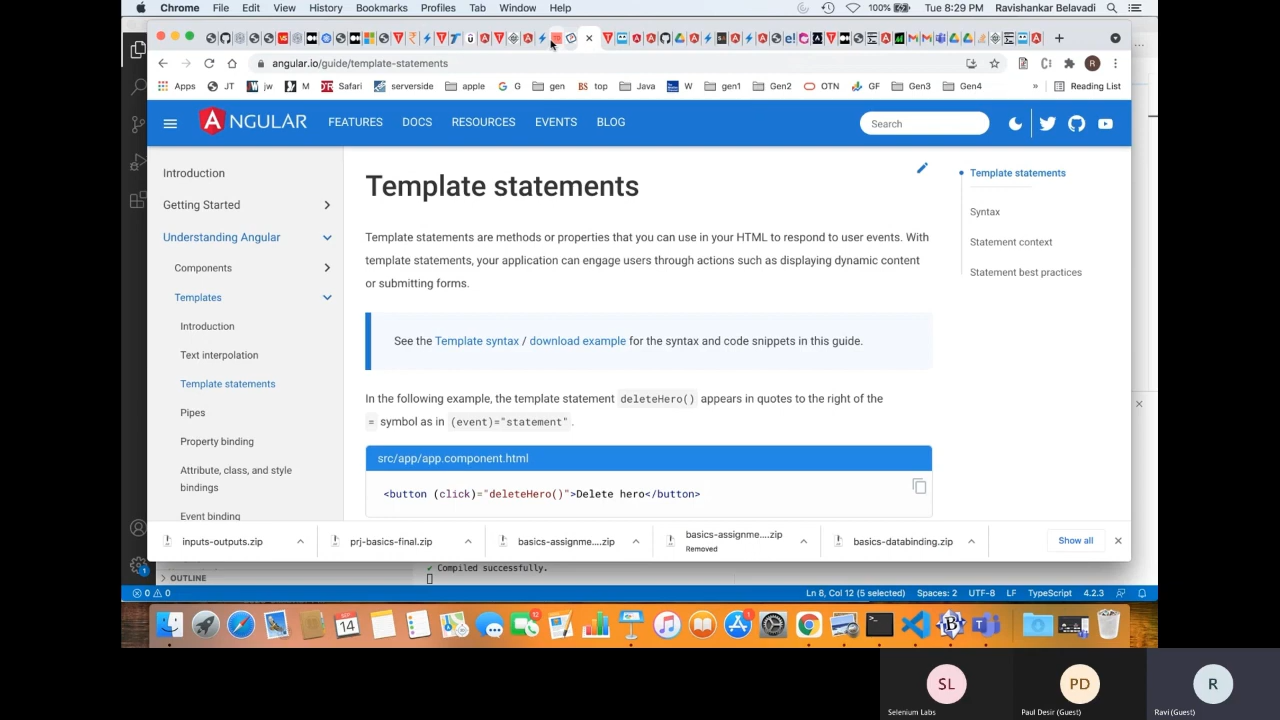 Chrome File Edit View History Bookmarks Profiles Tab Window Help 100% Tue 8:29 PM Ravishankar Belavadi
angular.io/guide/template-statements
Apps JT jw M Safari serverside apple G gen BS top Java W gen1 Gen2 OTN GF Gen3 Gen4 » Reading List
ANGULAR FEATURES DOCS RESOURCES EVENTS BLOG Search
Introduction
Getting Started
Understanding Angular
Components
Templates
Introduction
Text interpolation
Template statements
Pipes
Property binding
Attribute, class, and style
bindings
Event binding
Template statements
Template statements are methods or properties that you can use in your HTML to respond to user events. With
template statements, your application can engage users through actions such as displaying dynamic content
or submitting forms.
See the Template syntax / download example for the syntax and code snippets in this guide.
In the following example, the template statement deleteHero() appears in quotes to the right of the
= symbol as in (event)="statement".
src/app/app.component.html
<button (click)="deleteHero()">Delete hero</button>
Template statements
Syntax
Statement context
Statement best practices
inputs-outputs.zip prj-basics-final.zip basics-assignme....zip basics-assignme....zip basics-databinding.zip Show all
Removed
✓ Compiled successfully.
OUTLINE
0 0 Ln 8, Col 12 (5 selected) Spaces: 2 UTF-8 LF TypeScript 4.2.3
SL PD R
Selenium Labs Paul Desir (Guest) Ravi (Guest)